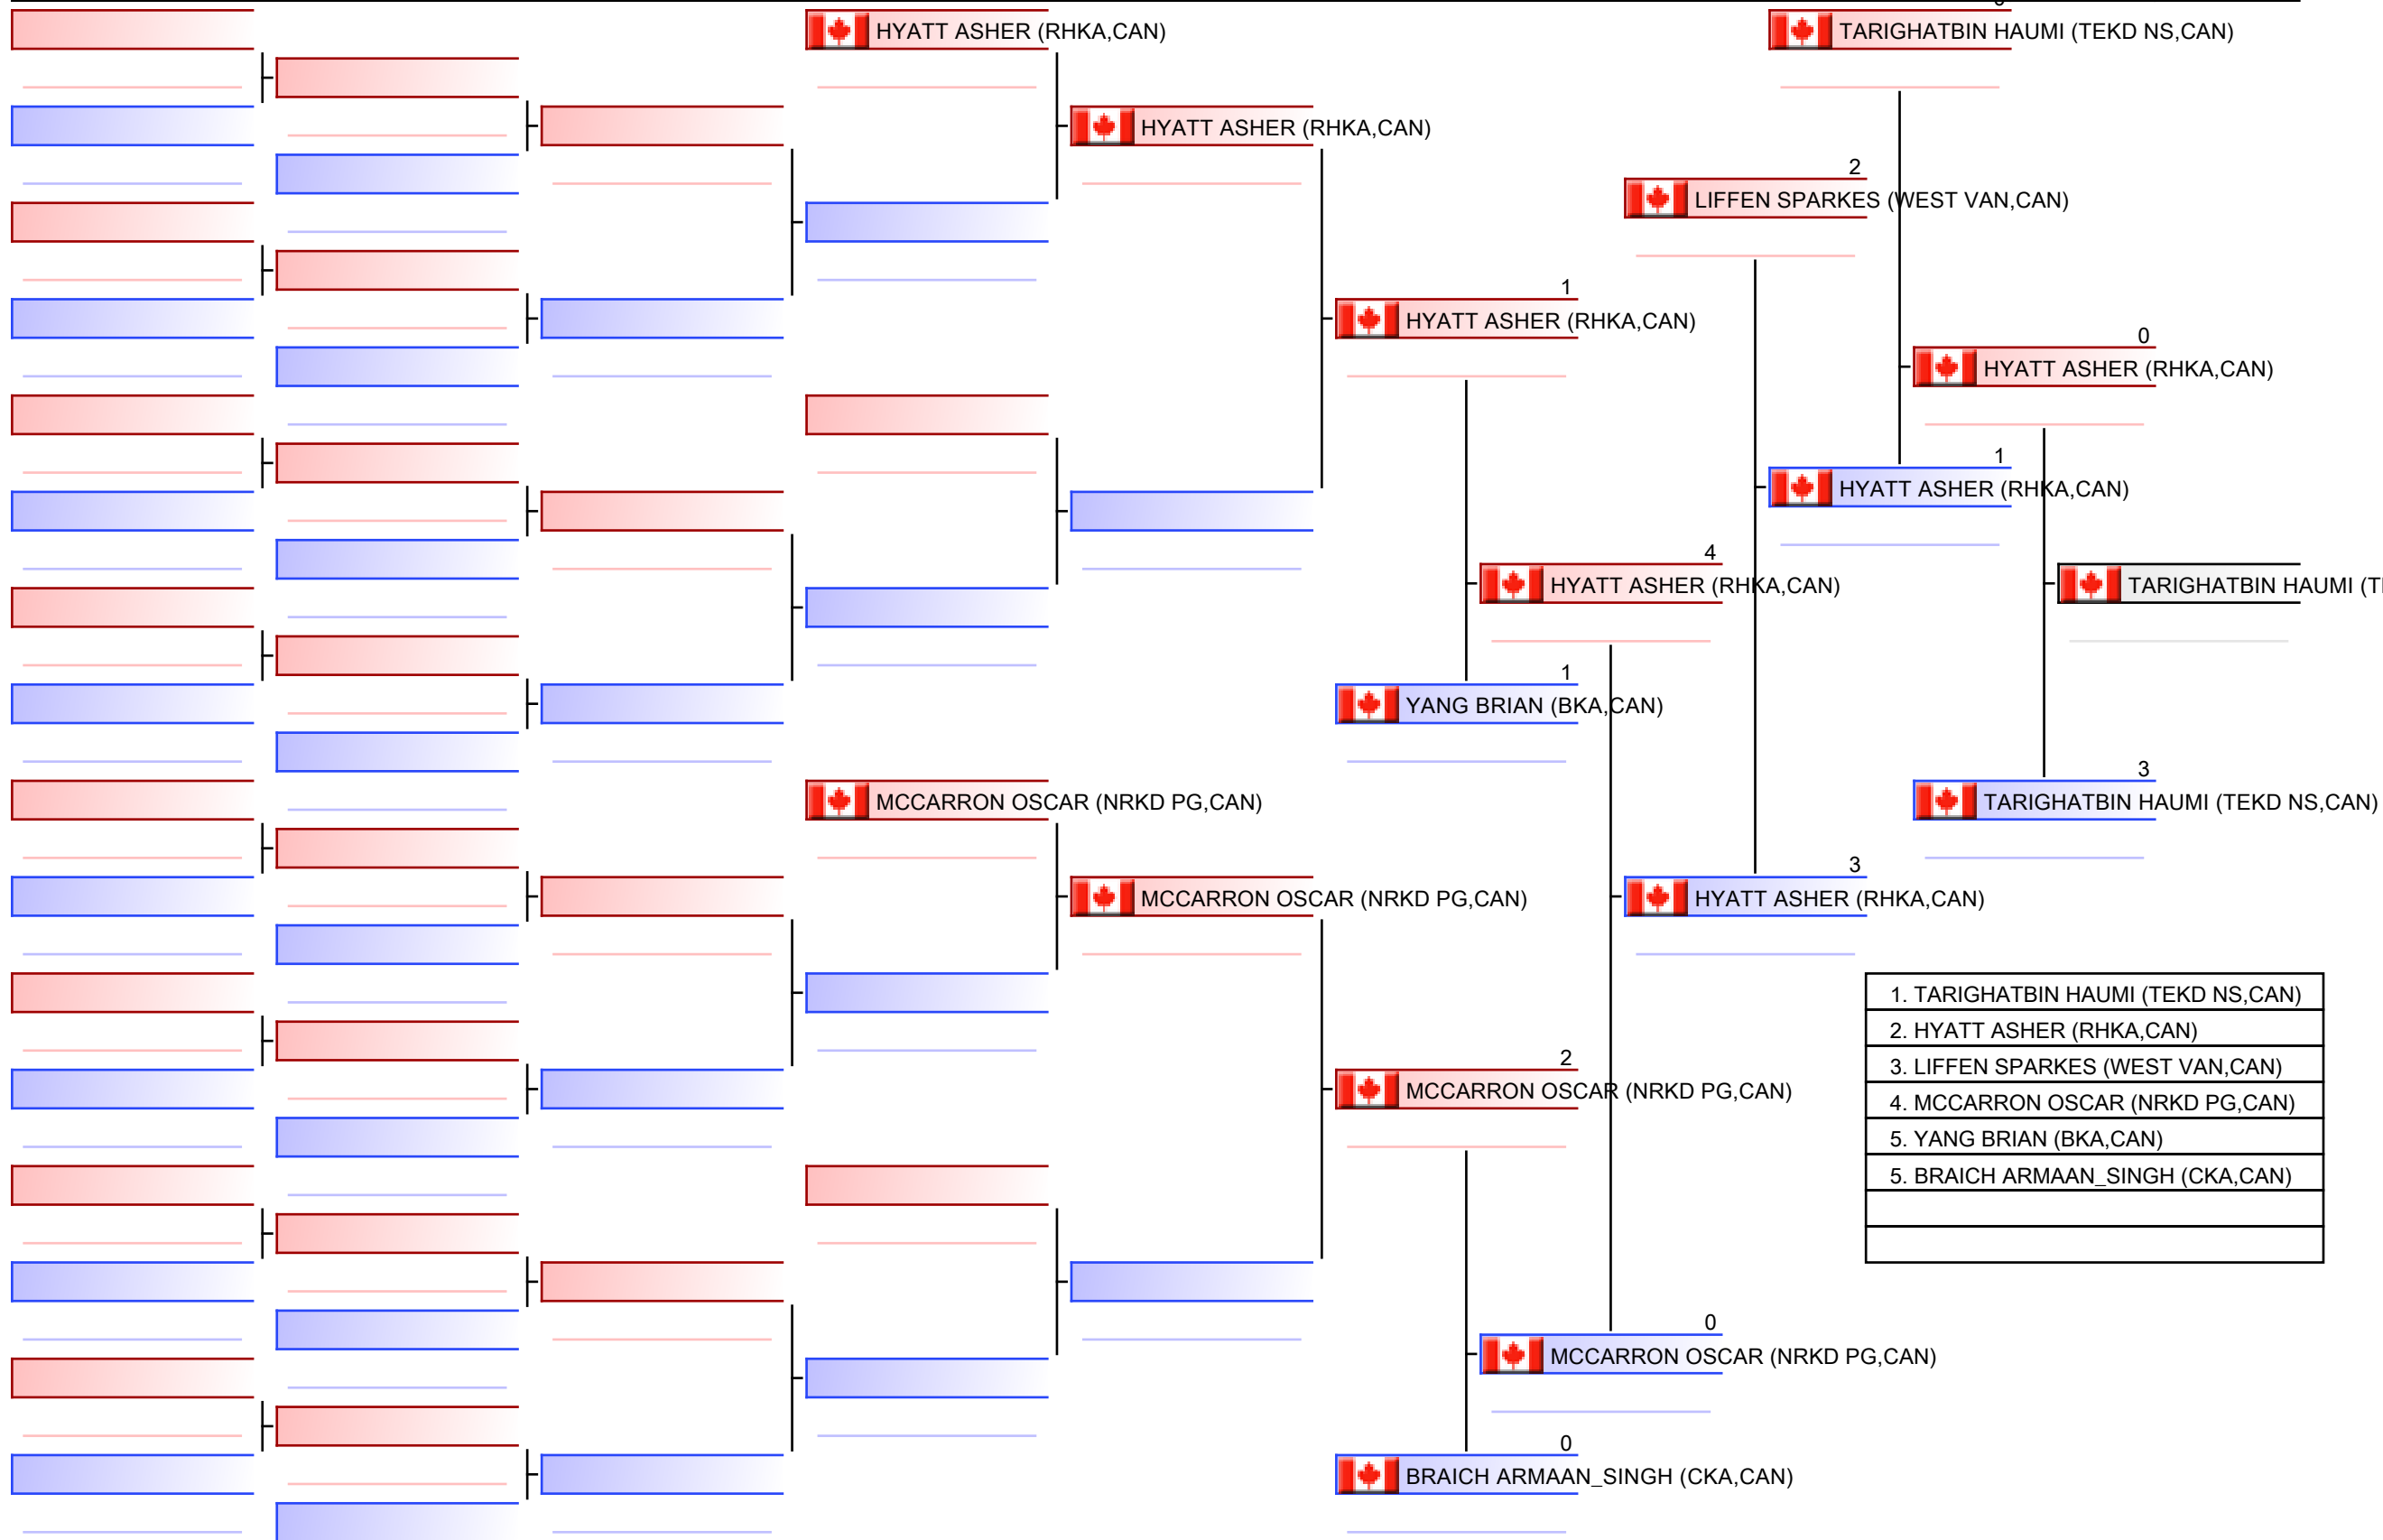 HYATT ASHER (RHKA,CAN)
TARIGHATBIN HAUMI (TEKD NS,CAN)
HYATT ASHER (RHKA,CAN)
2
LIFFEN SPARKES (WEST VAN,CAN)
1
HYATT ASHER (RHKA,CAN)
0
HYATT ASHER (RHKA,CAN)
1
HYATT ASHER (RHKA,CAN)
4
HYATT ASHER (RHKA,CAN)
TARIGHATBIN HAUMI (T
1
YANG BRIAN (BKA,CAN)
3
TARIGHATBIN HAUMI (TEKD NS,CAN)
MCCARRON OSCAR (NRKD PG,CAN)
3
HYATT ASHER (RHKA,CAN)
MCCARRON OSCAR (NRKD PG,CAN)
1. TARIGHATBIN HAUMI (TEKD NS,CAN)
2. HYATT ASHER (RHKA,CAN)
3. LIFFEN SPARKES (WEST VAN,CAN)
4. MCCARRON OSCAR (NRKD PG,CAN)
5. YANG BRIAN (BKA,CAN)
5. BRAICH ARMAAN_SINGH (CKA,CAN)
2
MCCARRON OSCAR (NRKD PG,CAN)
0
MCCARRON OSCAR (NRKD PG,CAN)
0
BRAICH ARMAAN_SINGH (CKA,CAN)